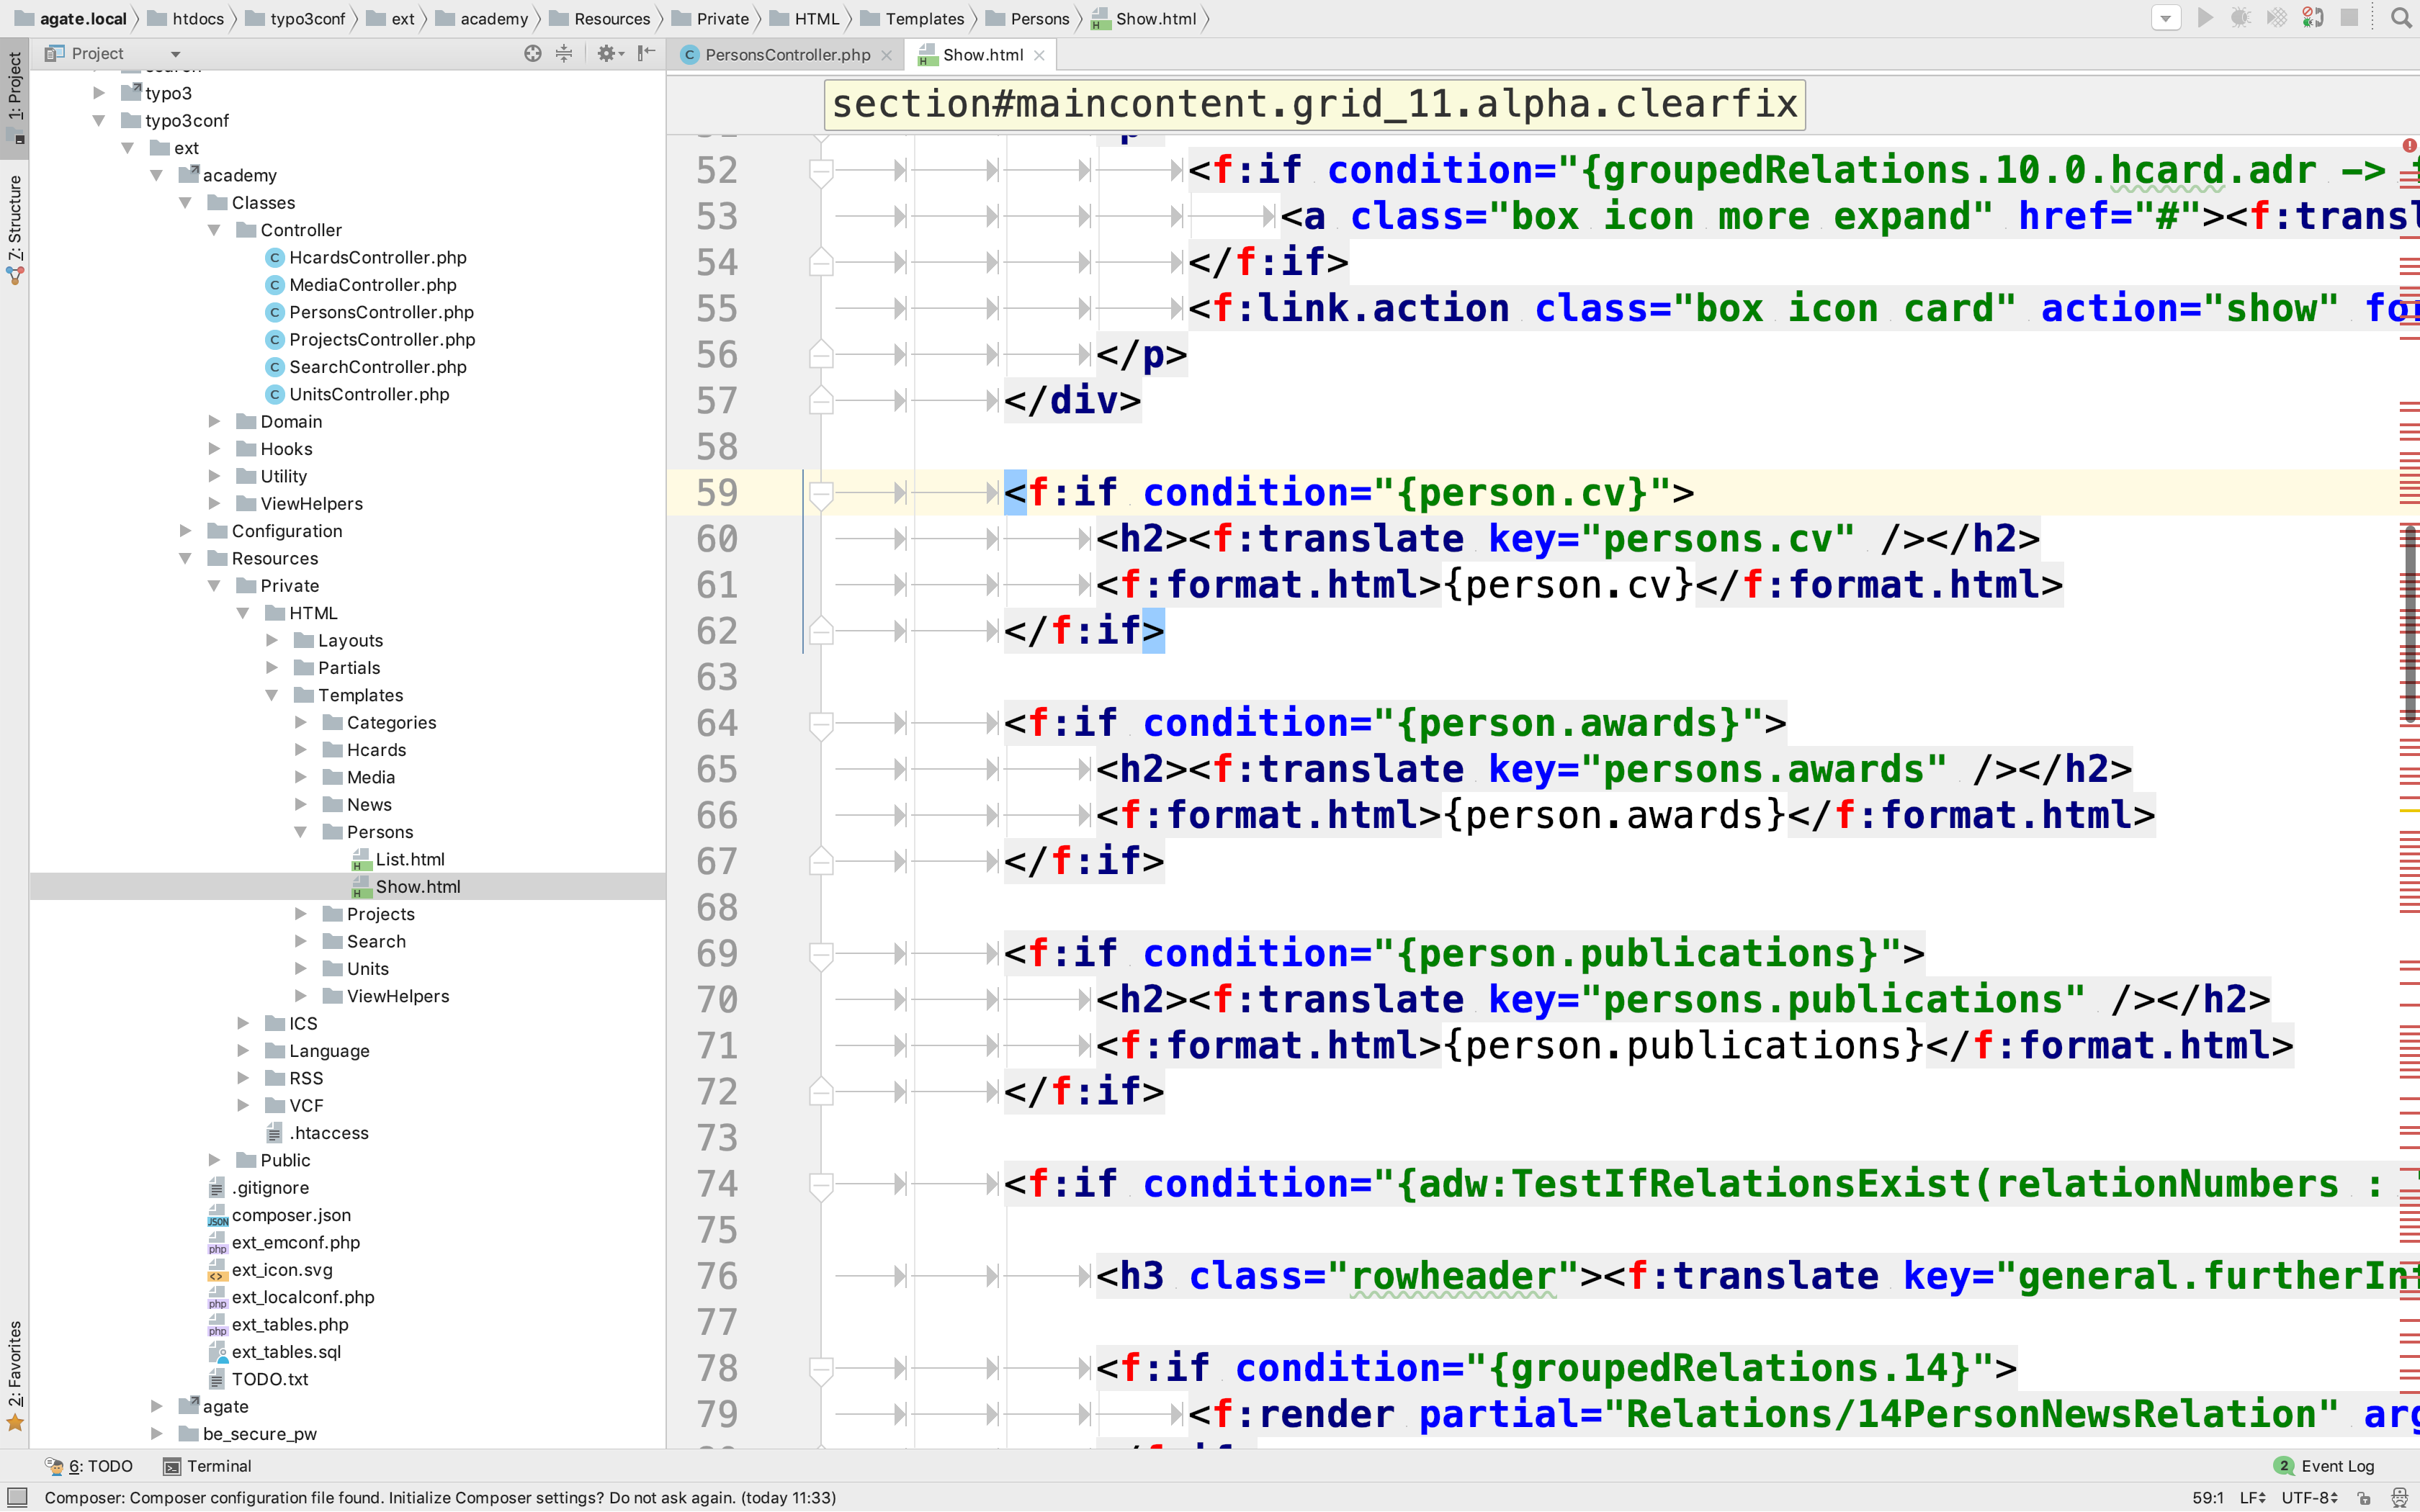 agate.local htdocs typo3conf ext academy Resources Private HTML Templates Persons Show.html
Project
PersonsController.php Show.html
1: Project
7: Structure
2: Favorites
typo3
typo3conf
ext
academy
Classes
Controller
HcardsController.php
MediaController.php
PersonsController.php
ProjectsController.php
SearchController.php
UnitsController.php
Domain
Hooks
Utility
ViewHelpers
Configuration
Resources
Private
HTML
Layouts
Partials
Templates
Categories
Hcards
Media
News
Persons
List.html
Show.html
Projects
Search
Units
ViewHelpers
ICS
Language
RSS
VCF
.htaccess
Public
.gitignore
composer.json
ext_emconf.php
ext_icon.svg
ext_localconf.php
ext_tables.php
ext_tables.sql
TODO.txt
agate
be_secure_pw
section#maincontent.grid_11.alpha.clearfix
52 <f:if condition="{groupedRelations.10.0.hcard.adr ->
53 <a class="box icon more expand" href="#"><f:transl
54 </f:if>
55 <f:link.action class="box icon card" action="show" fo
56 </p>
57 </div>
58
59 <f:if condition="{person.cv}">
60 <h2><f:translate key="persons.cv" /></h2>
61 <f:format.html>{person.cv}</f:format.html>
62 </f:if>
63
64 <f:if condition="{person.awards}">
65 <h2><f:translate key="persons.awards" /></h2>
66 <f:format.html>{person.awards}</f:format.html>
67 </f:if>
68
69 <f:if condition="{person.publications}">
70 <h2><f:translate key="persons.publications" /></h2>
71 <f:format.html>{person.publications}</f:format.html>
72 </f:if>
73
74 <f:if condition="{adw:TestIfRelationsExist(relationNumbers :
75
76 <h3 class="rowheader"><f:translate key="general.furtherInf
77
78 <f:if condition="{groupedRelations.14}">
79 <f:render partial="Relations/14PersonNewsRelation" arg
6: TODO Terminal 2 Event Log
Composer: Composer configuration file found. Initialize Composer settings? Do not ask again. (today 11:33) 59:1 LF UTF-8